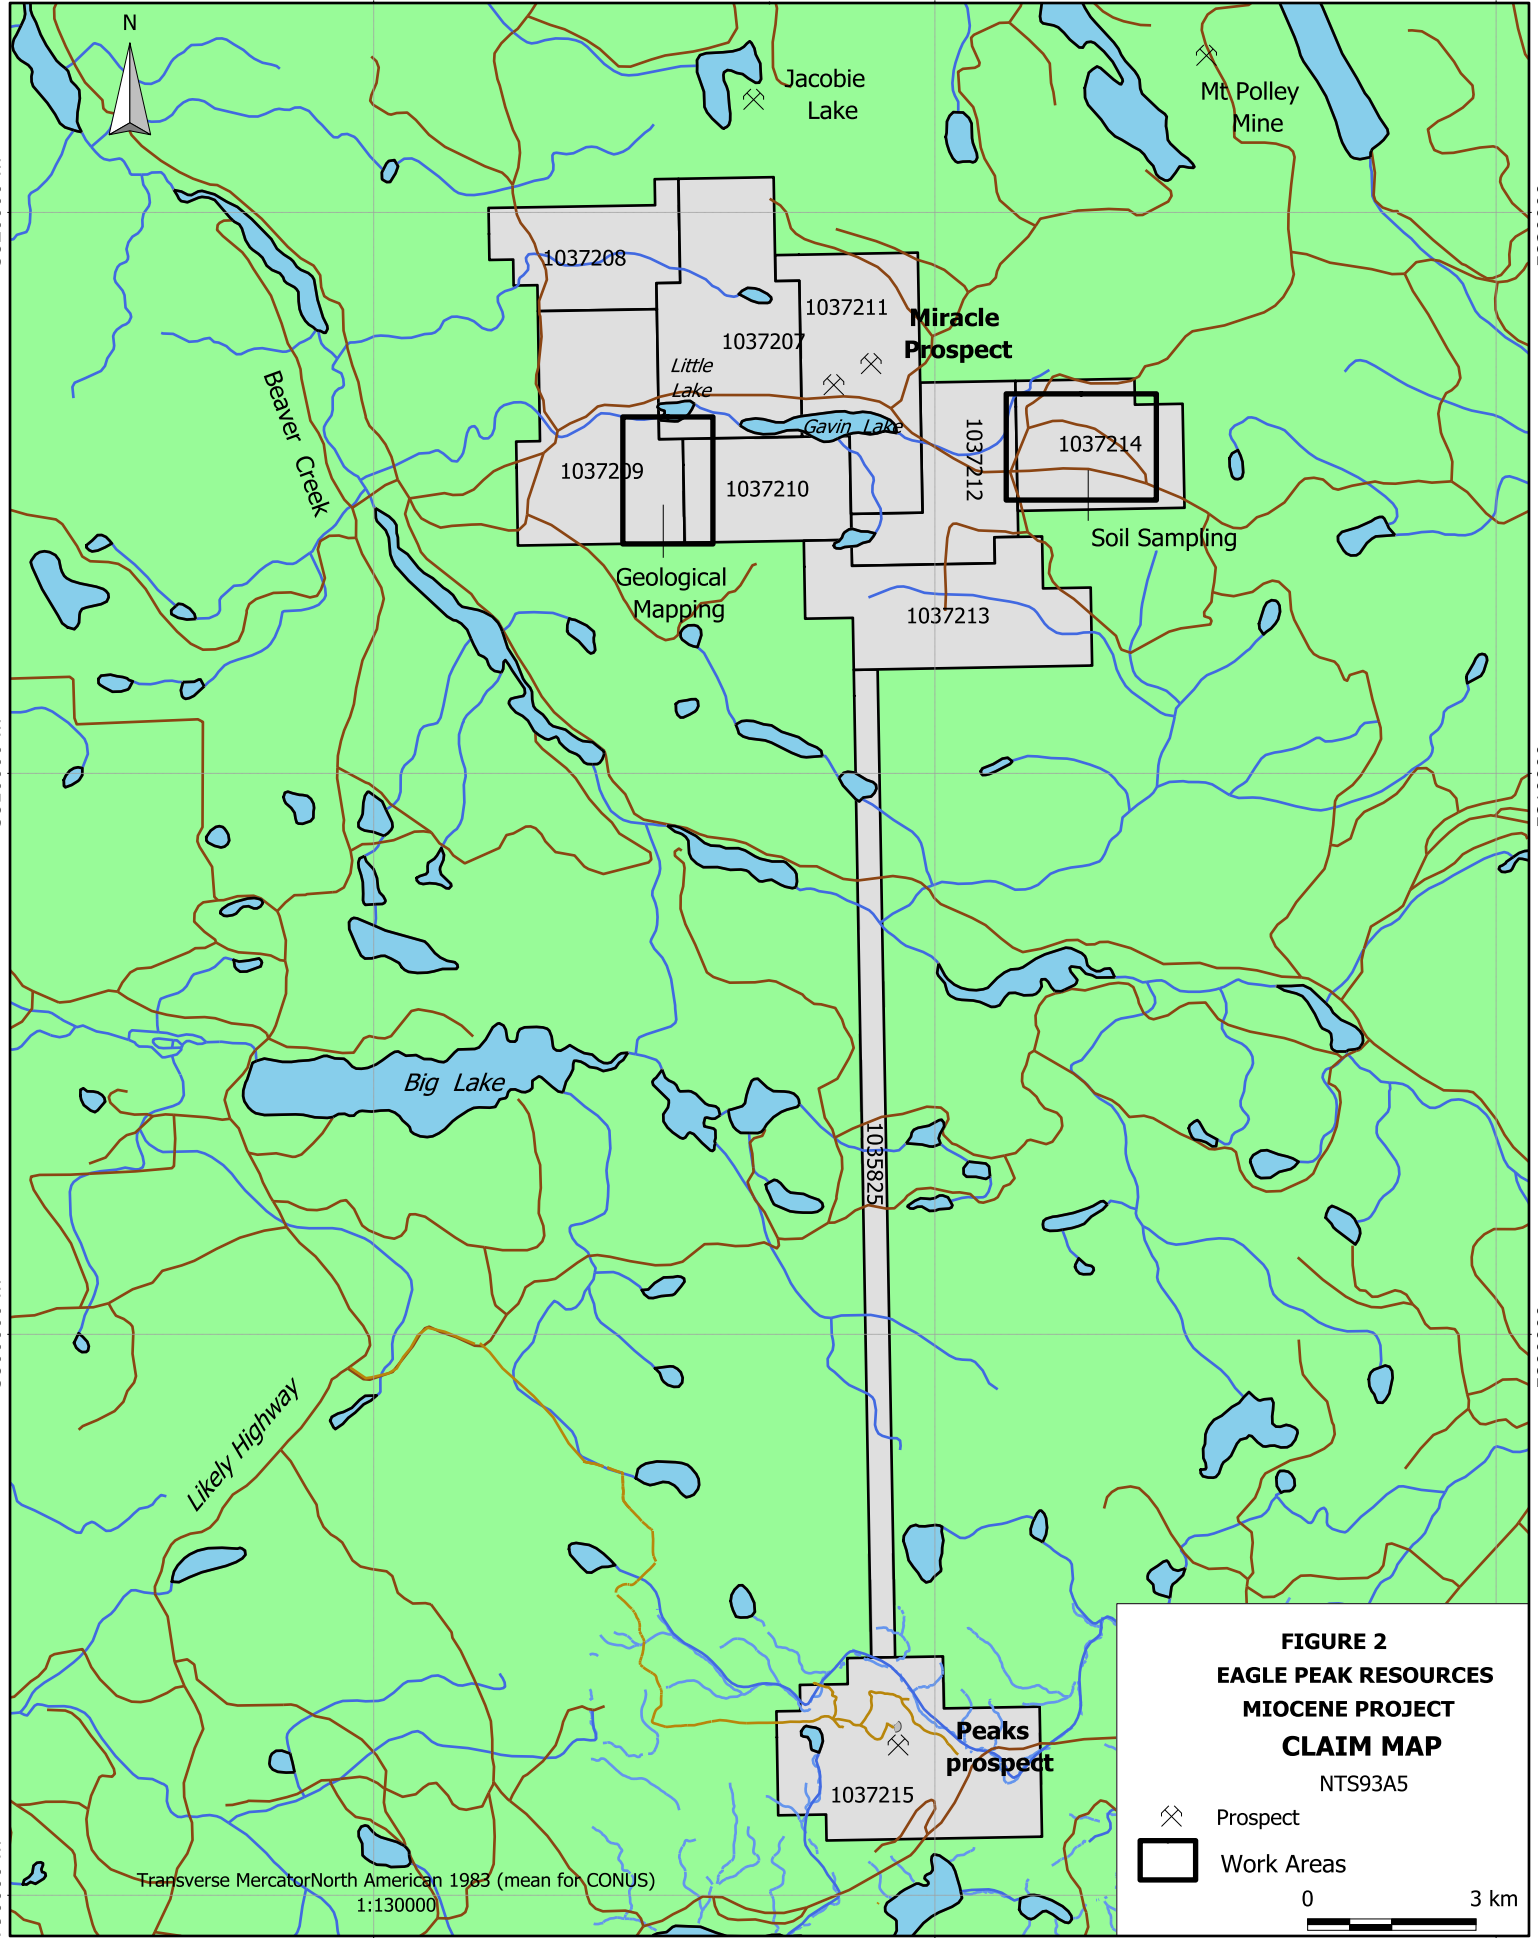 N
Jacobie
Lake
Mt Polley
Mine
1037208
1037211
Miracle
Prospect
1037207
Little
Lake
Gavin Lake
Beaver Creek
1037209
1037210
1037212
1037214
Soil Sampling
Geological
Mapping
1037213
Big Lake
1035825
Likely Highway
Peaks
prospect
1037215
FIGURE 2
EAGLE PEAK RESOURCES
MIOCENE PROJECT
CLAIM MAP
NTS93A5
Prospect
Work Areas
0 3 km
Transverse MercatorNorth American 1983 (mean for CONUS)
1:130000